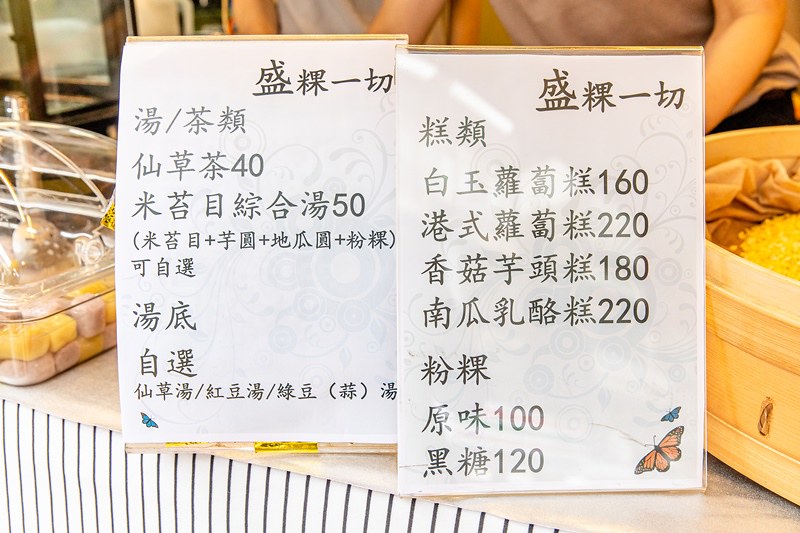 盛粿一切
湯/茶類
仙草茶40
米苔目綜合湯50
(米苔目+芋圓+地瓜圓+粉粿)
可自選
湯底
自選
仙草湯/紅豆湯/綠豆（蒜）湯
盛粿一切
糕類
白玉蘿蔔糕160
港式蘿蔔糕220
香菇芋頭糕180
南瓜乳酪糕220
粉粿
原味100
黑糖120